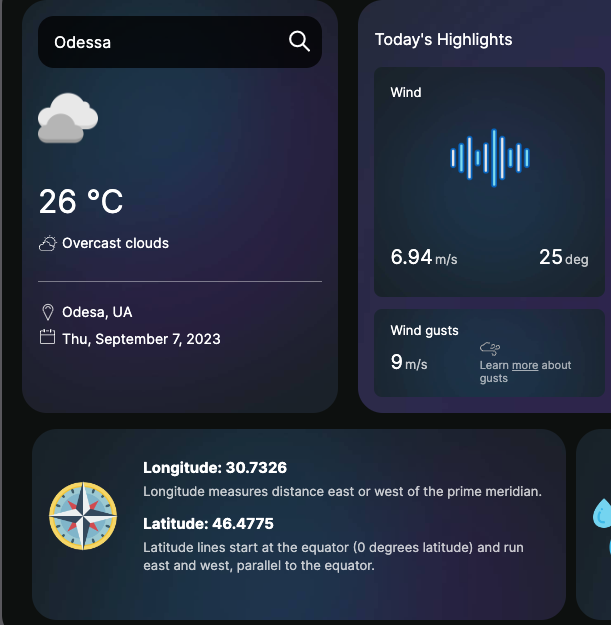 Odessa
26 °C
Overcast clouds
Odesa, UA
Thu, September 7, 2023
Today's Highlights
Wind
6.94 m/s
25 deg
Wind gusts
9 m/s
Learn more about
gusts
Longitude: 30.7326
Longitude measures distance east or west of the prime meridian.
Latitude: 46.4775
Latitude lines start at the equator (0 degrees latitude) and run
east and west, parallel to the equator.